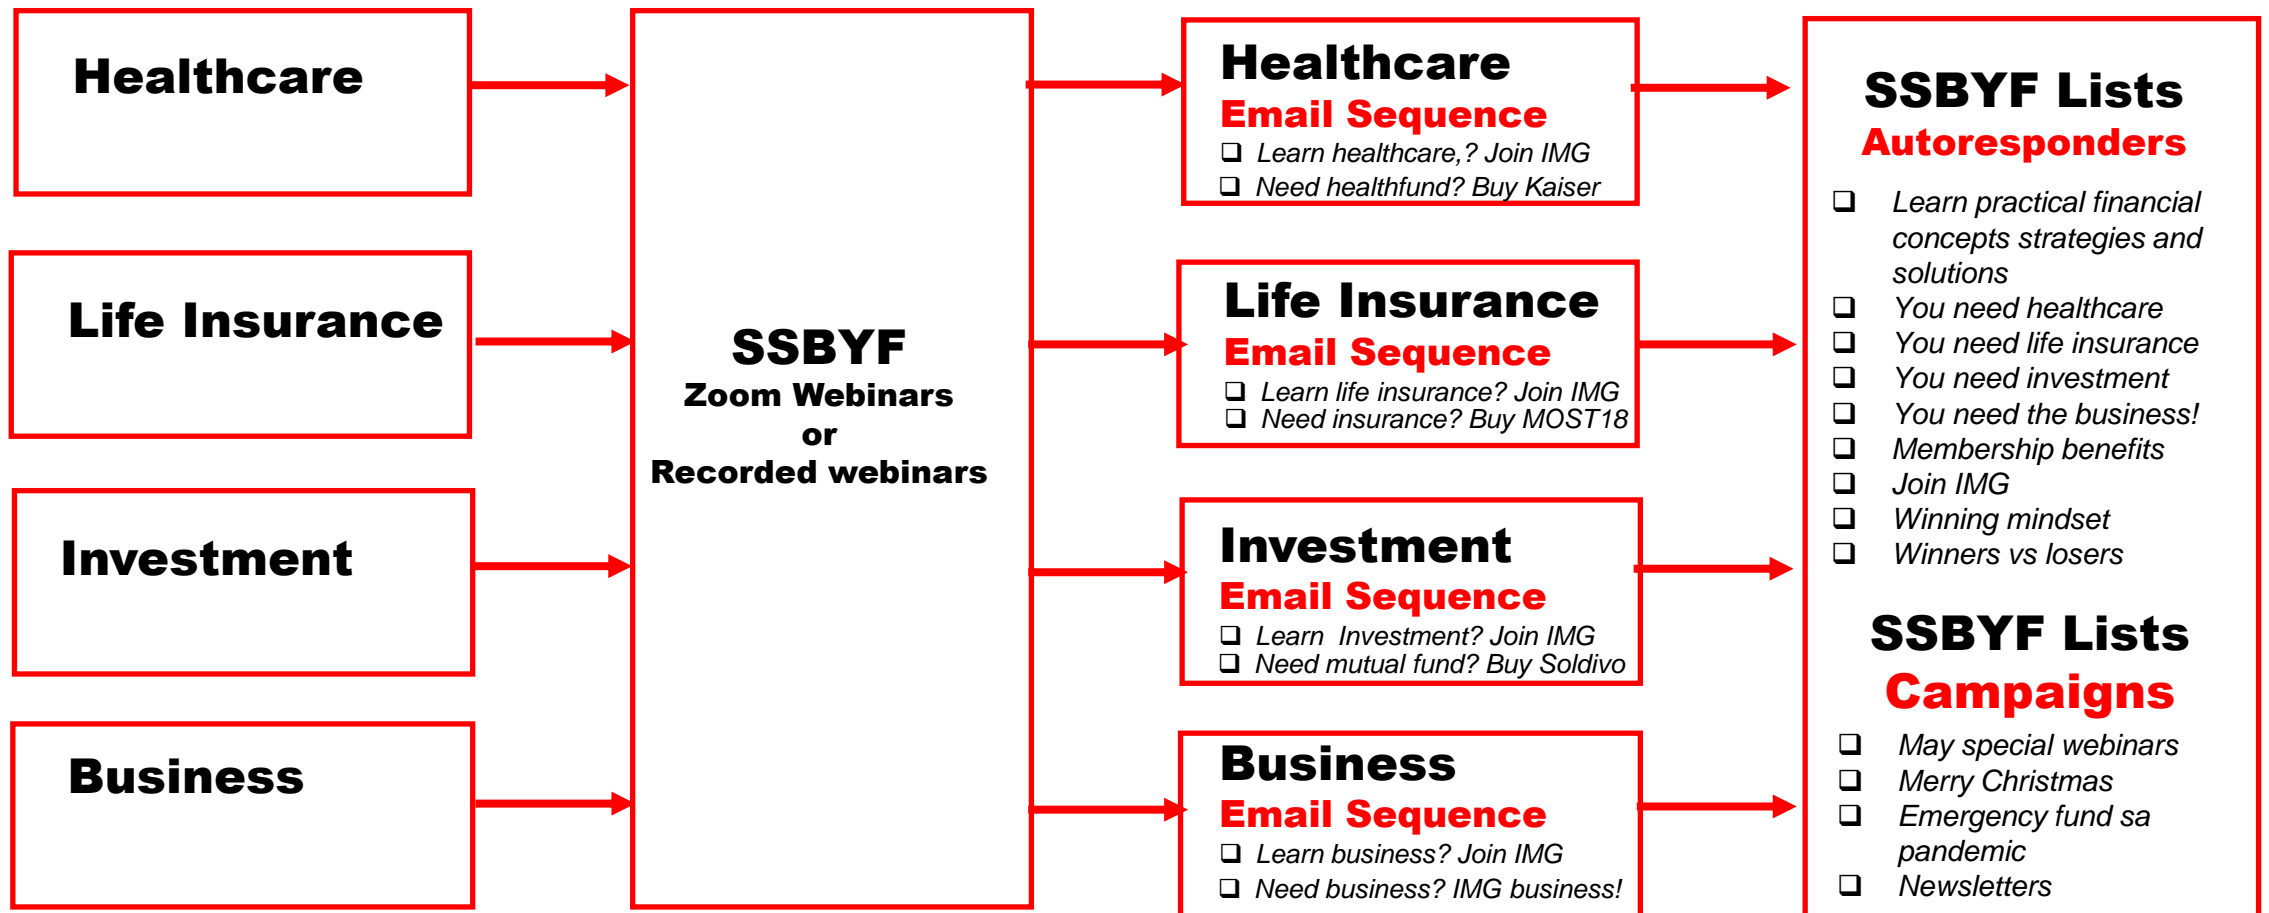 Healthcare
Life Insurance
Investment
Business
SSBYF
Zoom Webinars
or
Recorded webinars
Healthcare
Email Sequence
❑ Learn healthcare,? Join IMG
❑ Need healthfund? Buy Kaiser
Life Insurance
Email Sequence
❑ Learn life insurance? Join IMG
❑ Need insurance? Buy MOST18
Investment
Email Sequence
❑ Learn Investment? Join IMG
❑ Need mutual fund? Buy Soldivo
Business
Email Sequence
❑ Learn business? Join IMG
❑ Need business? IMG business!
SSBYF Lists
Autoresponders
❑ Learn practical financial
concepts strategies and
solutions
❑ You need healthcare
❑ You need life insurance
❑ You need investment
❑ You need the business!
❑ Membership benefits
❑ Join IMG
❑ Winning mindset
❑ Winners vs losers
SSBYF Lists
Campaigns
❑ May special webinars
❑ Merry Christmas
❑ Emergency fund sa
pandemic
❑ Newsletters